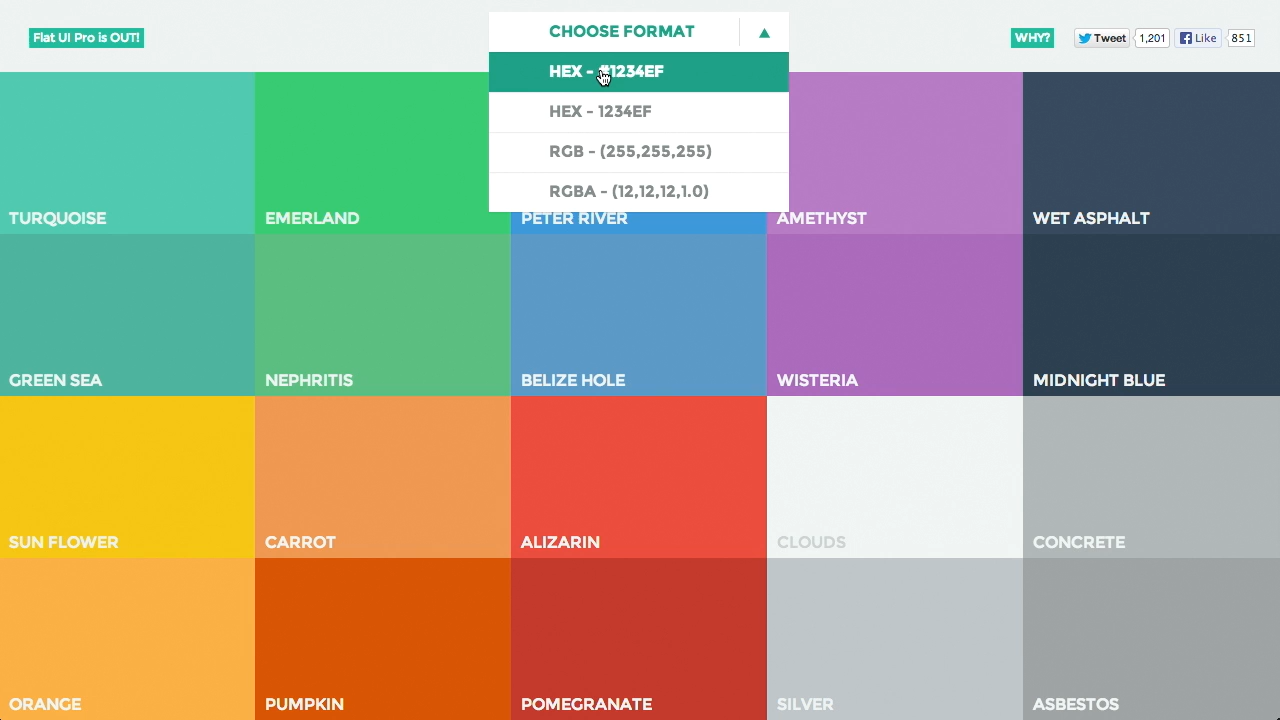 Flat UI Pro is OUT!
CHOOSE FORMAT
WHY?
Tweet
1,201
Like
851
HEX - #1234EF
HEX - 1234EF
RGB - (255,255,255)
RGBA - (12,12,12,1.0)
TURQUOISE
EMERLAND
PETER RIVER
AMETHYST
WET ASPHALT
GREEN SEA
NEPHRITIS
BELIZE HOLE
WISTERIA
MIDNIGHT BLUE
SUN FLOWER
CARROT
ALIZARIN
CLOUDS
CONCRETE
ORANGE
PUMPKIN
POMEGRANATE
SILVER
ASBESTOS